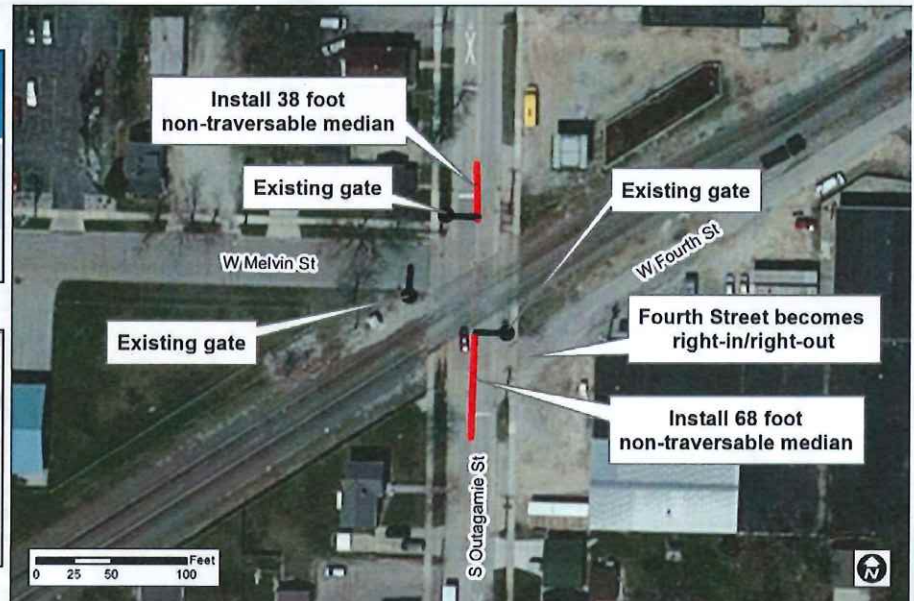 Install 38 foot
non-traversable median
Existing gate
Existing gate
W Melvin St
W Fourth St
Existing gate
Fourth Street becomes
right-in/right-out
Install 68 foot
non-traversable median
S Outagamie St
Feet
0 25 50 100
N